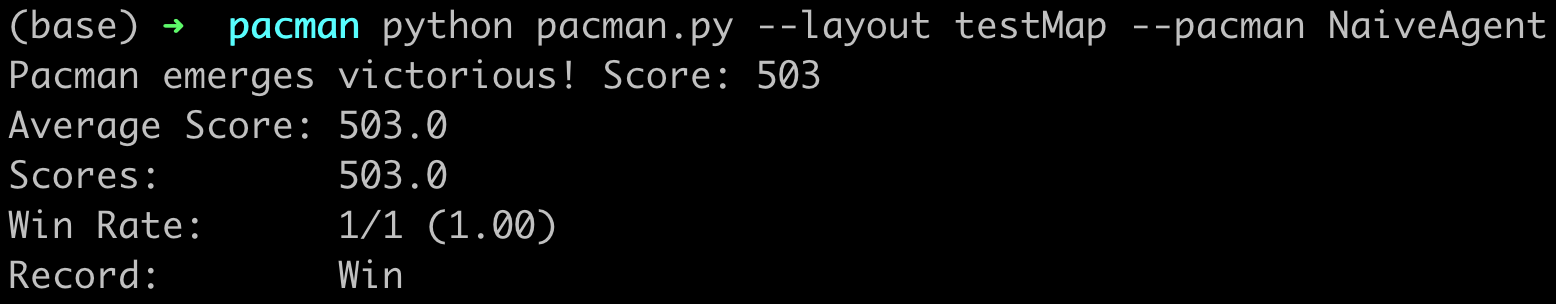 (base) ➜  pacman python pacman.py --layout testMap --pacman NaiveAgent
Pacman emerges victorious! Score: 503
Average Score: 503.0
Scores:        503.0
Win Rate:      1/1 (1.00)
Record:        Win